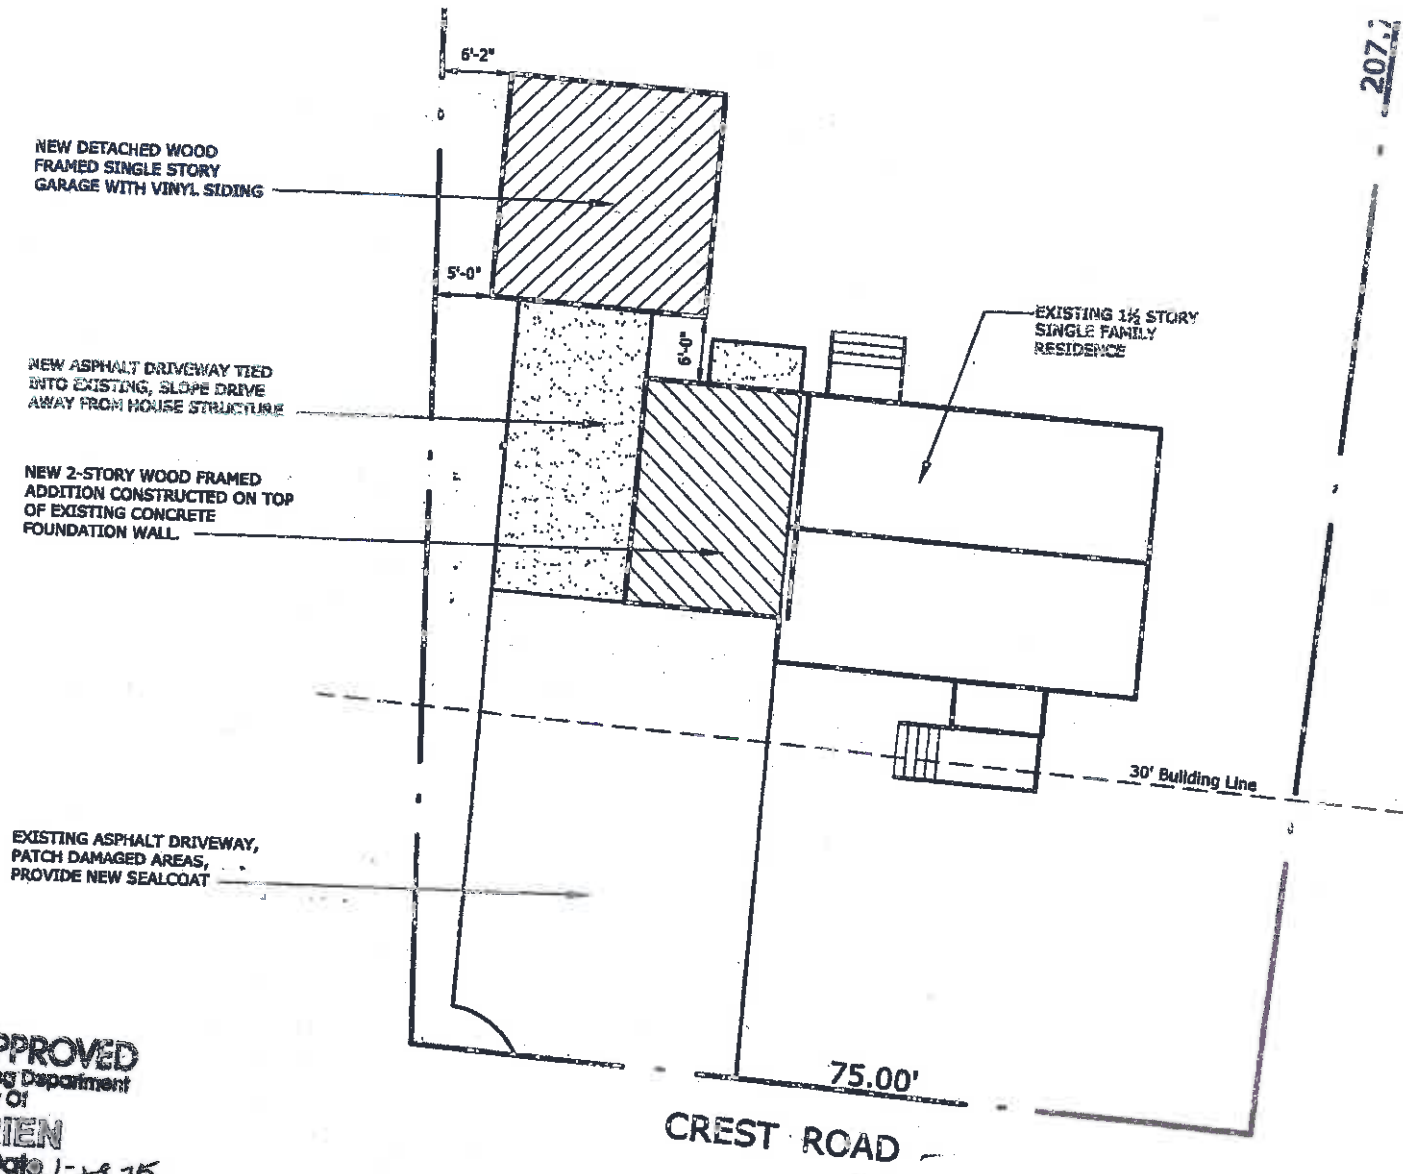 6'-2"
207.
NEW DETACHED WOOD
FRAMED SINGLE STORY
GARAGE WITH VINYL SIDING
5'-0"
EXISTING 1½ STORY
SINGLE FAMILY
RESIDENCE
6'-0"
NEW ASPHALT DRIVEWAY TIED
INTO EXISTING, SLOPE DRIVE
AWAY FROM HOUSE STRUCTURE
NEW 2-STORY WOOD FRAMED
ADDITION CONSTRUCTED ON TOP
OF EXISTING CONCRETE
FOUNDATION WALL.
30' Building Line
EXISTING ASPHALT DRIVEWAY,
PATCH DAMAGED AREAS,
PROVIDE NEW SEALCOAT
PPROVED
g Department
Of
IEN
Date
75.00'
CREST ROAD